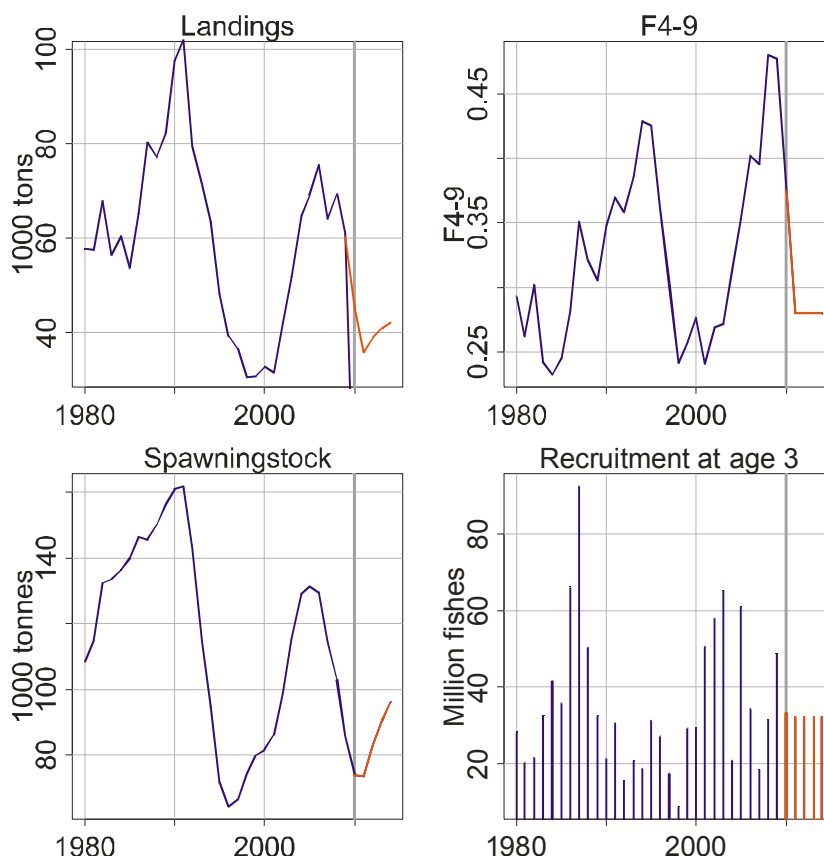 Landings
1000 tons
100
80
60
40
1980
2000
F4-9
F4-9
0.45
0.35
0.25
1980
2000
Spawningstock
1000 tonnes
140
100
80
1980
2000
Recruitment at age 3
Million fishes
80
60
40
20
1980
2000